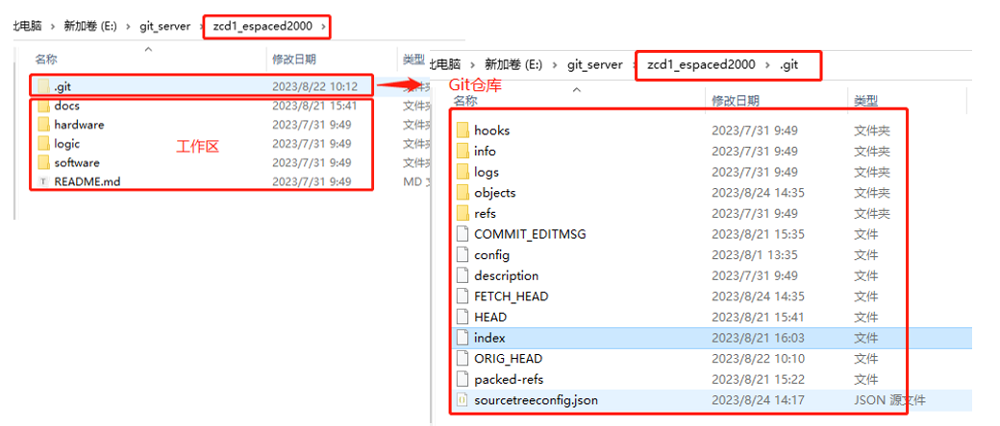 此电脑 › 新加卷 (E:) › git_server › zcd1_espaced2000 ›
名称 修改日期 类型
.git 2023/8/22 10:12 文件夹
docs 2023/8/21 15:41 文件夹
hardware 2023/7/31 9:49 文件夹
logic 2023/7/31 9:49 文件夹
software 2023/7/31 9:49 文件夹
README.md 2023/7/31 9:49 MD 文
工作区
此电脑 › 新加卷 (E:) › git_server › zcd1_espaced2000 › .git
Git仓库
名称 修改日期 类型
hooks 2023/7/31 9:49 文件夹
info 2023/7/31 9:49 文件夹
logs 2023/7/31 9:49 文件夹
objects 2023/8/24 14:35 文件夹
refs 2023/7/31 9:49 文件夹
COMMIT_EDITMSG 2023/8/21 15:35 文件
config 2023/8/1 13:35 文件
description 2023/7/31 9:49 文件
FETCH_HEAD 2023/8/24 14:35 文件
HEAD 2023/8/21 15:41 文件
index 2023/8/21 16:03 文件
ORIG_HEAD 2023/8/22 10:10 文件
packed-refs 2023/8/21 15:22 文件
sourcetreeconfig.json 2023/8/24 14:17 JSON 源文件